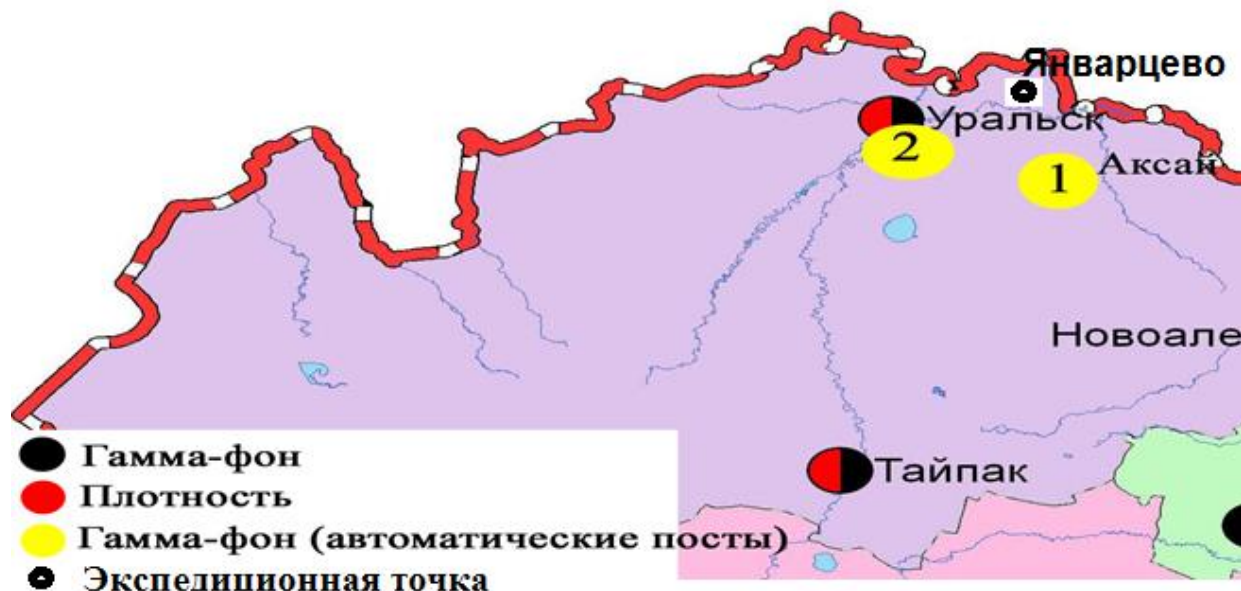 Январцево
Уральск
2
1
Аксай
Новоале
Тайпак
Гамма-фон
Плотность
Гамма-фон (автоматические посты)
Экспедиционная точка